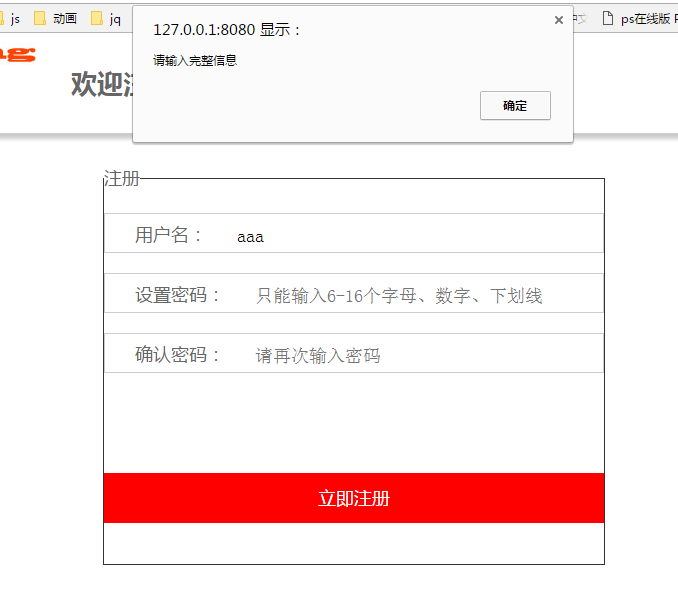 js 动画 jq ps在线版
127.0.0.1:8080 显示：
请输入完整信息
确定
欢迎注
注册
用户名： aaa
设置密码： 只能输入6-16个字母、数字、下划线
确认密码： 请再次输入密码
立即注册